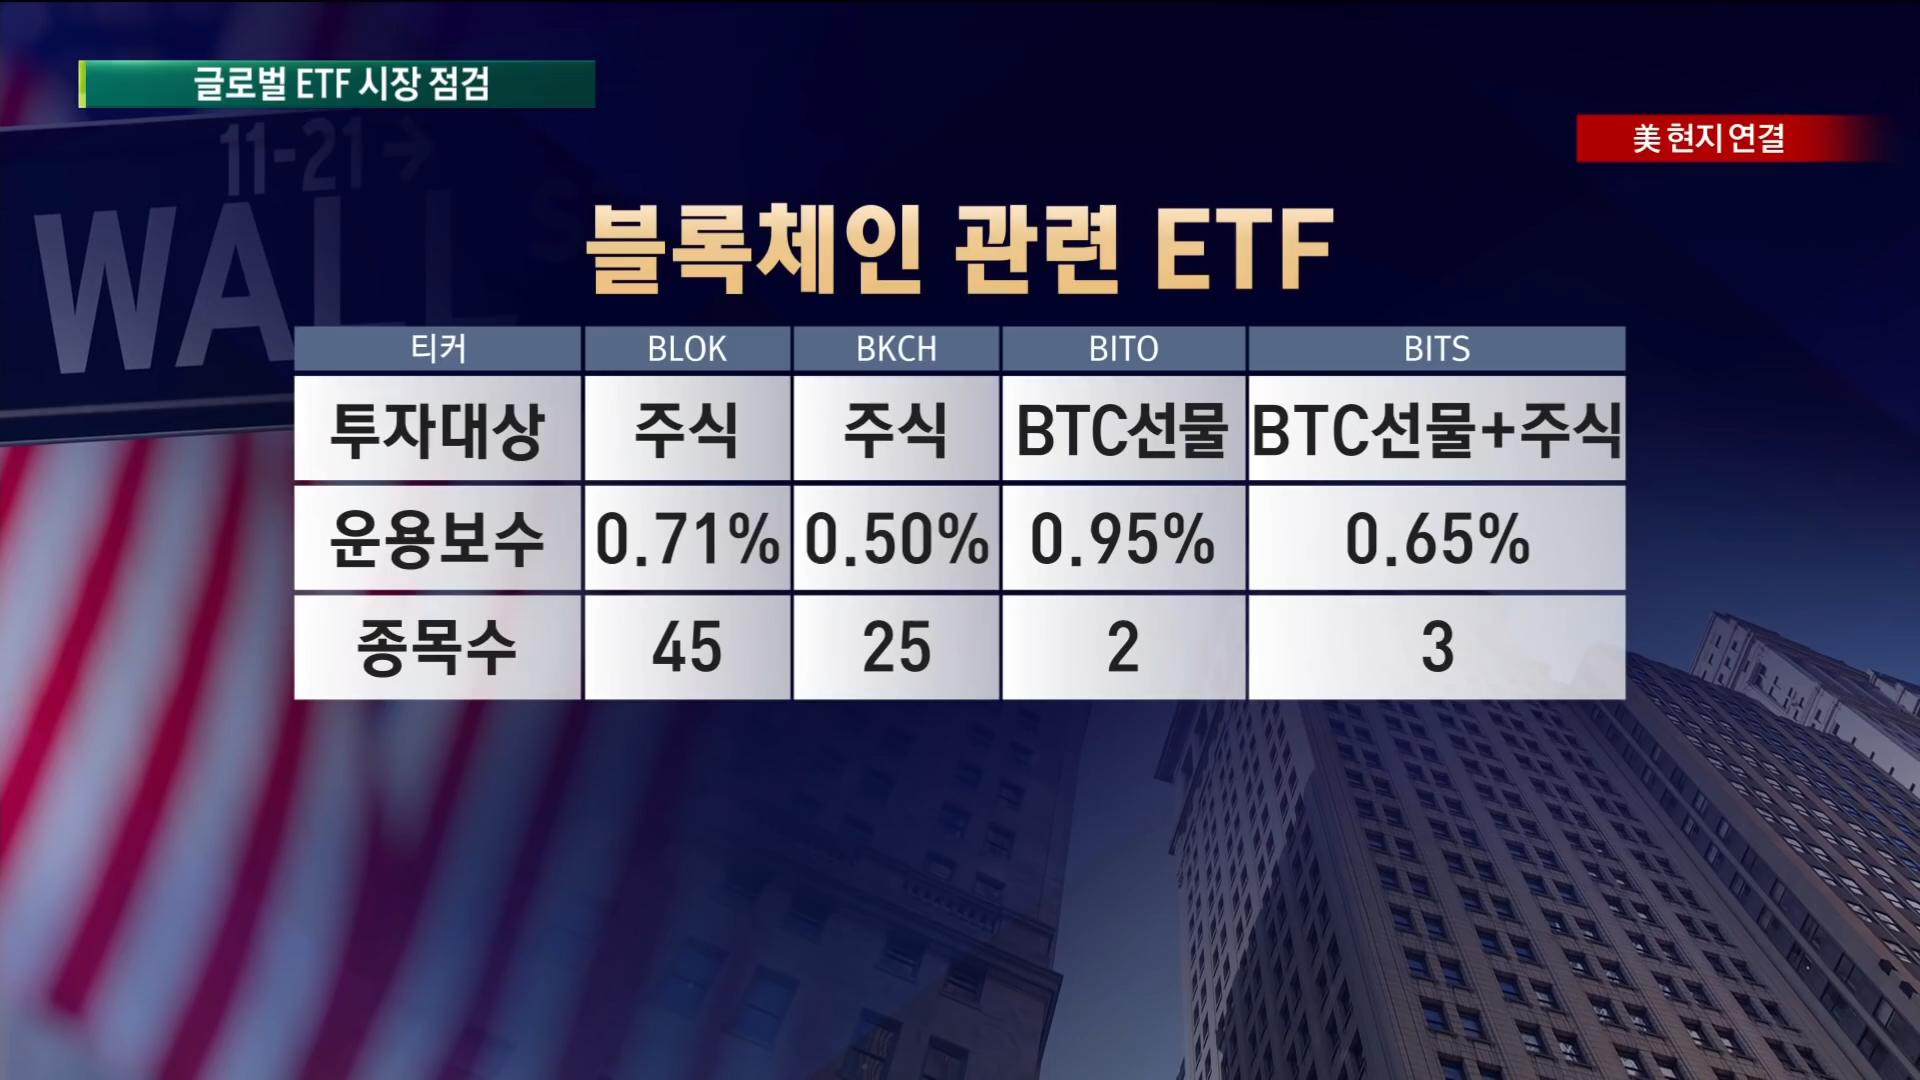 글로벌 ETF 시장 점검
美 현지 연결
11-21 →
WALL
블록체인 관련 ETF
티커 BLOK BKCH BITO BITS
투자대상 주식 주식 BTC선물 BTC선물+주식
운용보수 0.71% 0.50% 0.95% 0.65%
종목수 45 25 2 3